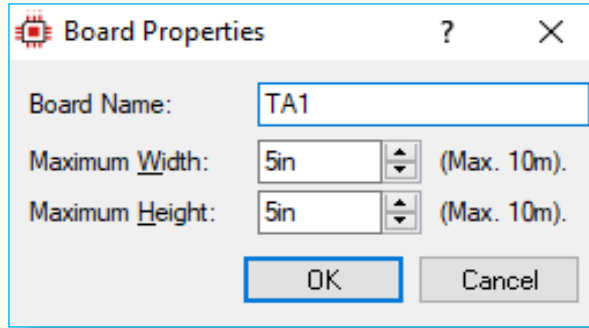 Board Properties ? ×
Board Name: TA1
Maximum Width: 5in (Max. 10m).
Maximum Height: 5in (Max. 10m).
OK Cancel